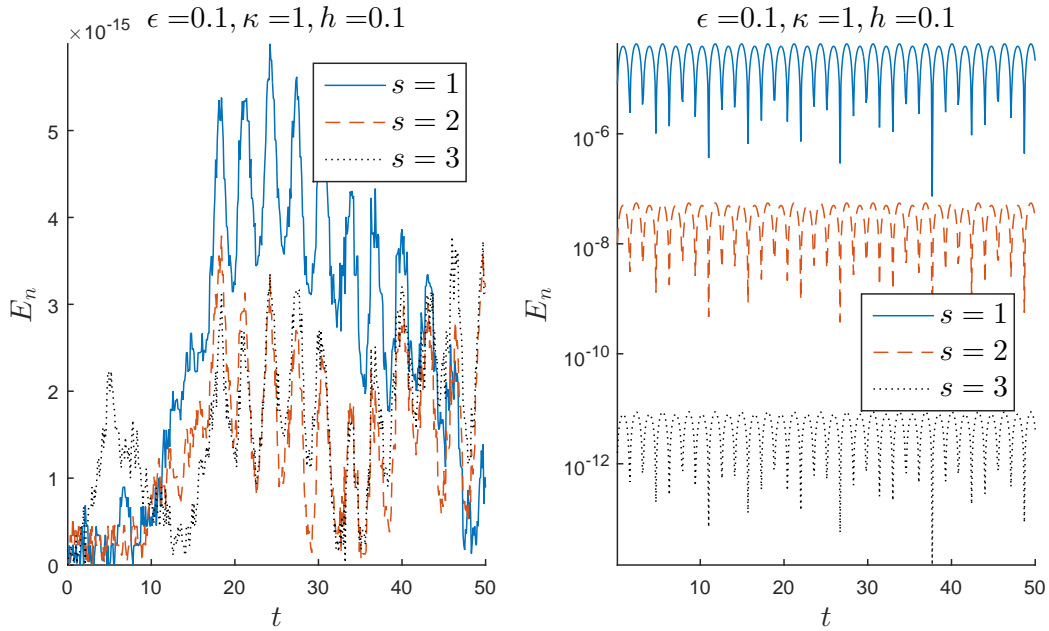 ϵ =0.1, κ =1, h =0.1
×10⁻¹⁵
5
4
3
2
1
0
E_n
s = 1
s = 2
s = 3
0 10 20 30 40 50
t
ϵ =0.1, κ =1, h =0.1
10⁻⁶
10⁻⁸
10⁻¹⁰
10⁻¹²
E_n
s = 1
s = 2
s = 3
10 20 30 40 50
t